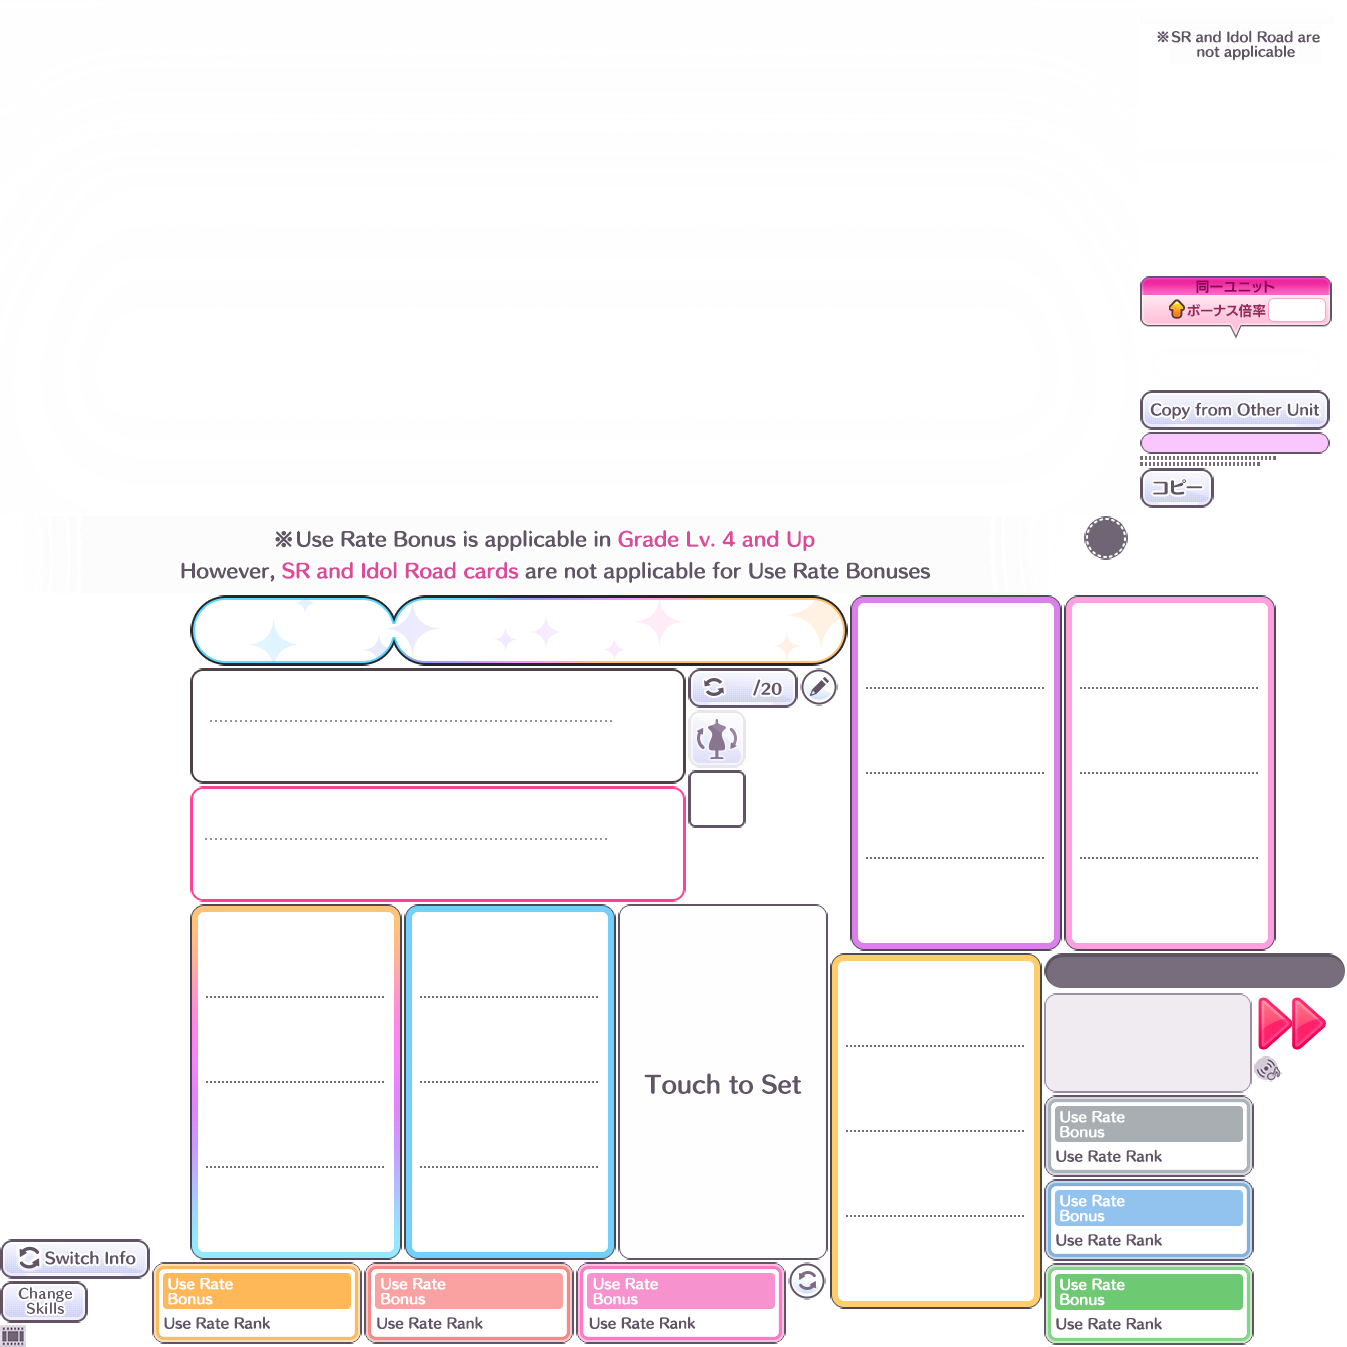 ※SR and Idol Road are
not applicable
同一ユニット
ボーナス倍率
Copy from Other Unit
コピー
※Use Rate Bonus is applicable in Grade Lv. 4 and Up
However, SR and Idol Road cards are not applicable for Use Rate Bonuses
/20
Touch to Set
Use Rate
Bonus
Use Rate Rank
Use Rate
Bonus
Use Rate Rank
Switch Info
Change
Skills
Use Rate
Bonus
Use Rate Rank
Use Rate
Bonus
Use Rate Rank
Use Rate
Bonus
Use Rate Rank
Use Rate
Bonus
Use Rate Rank